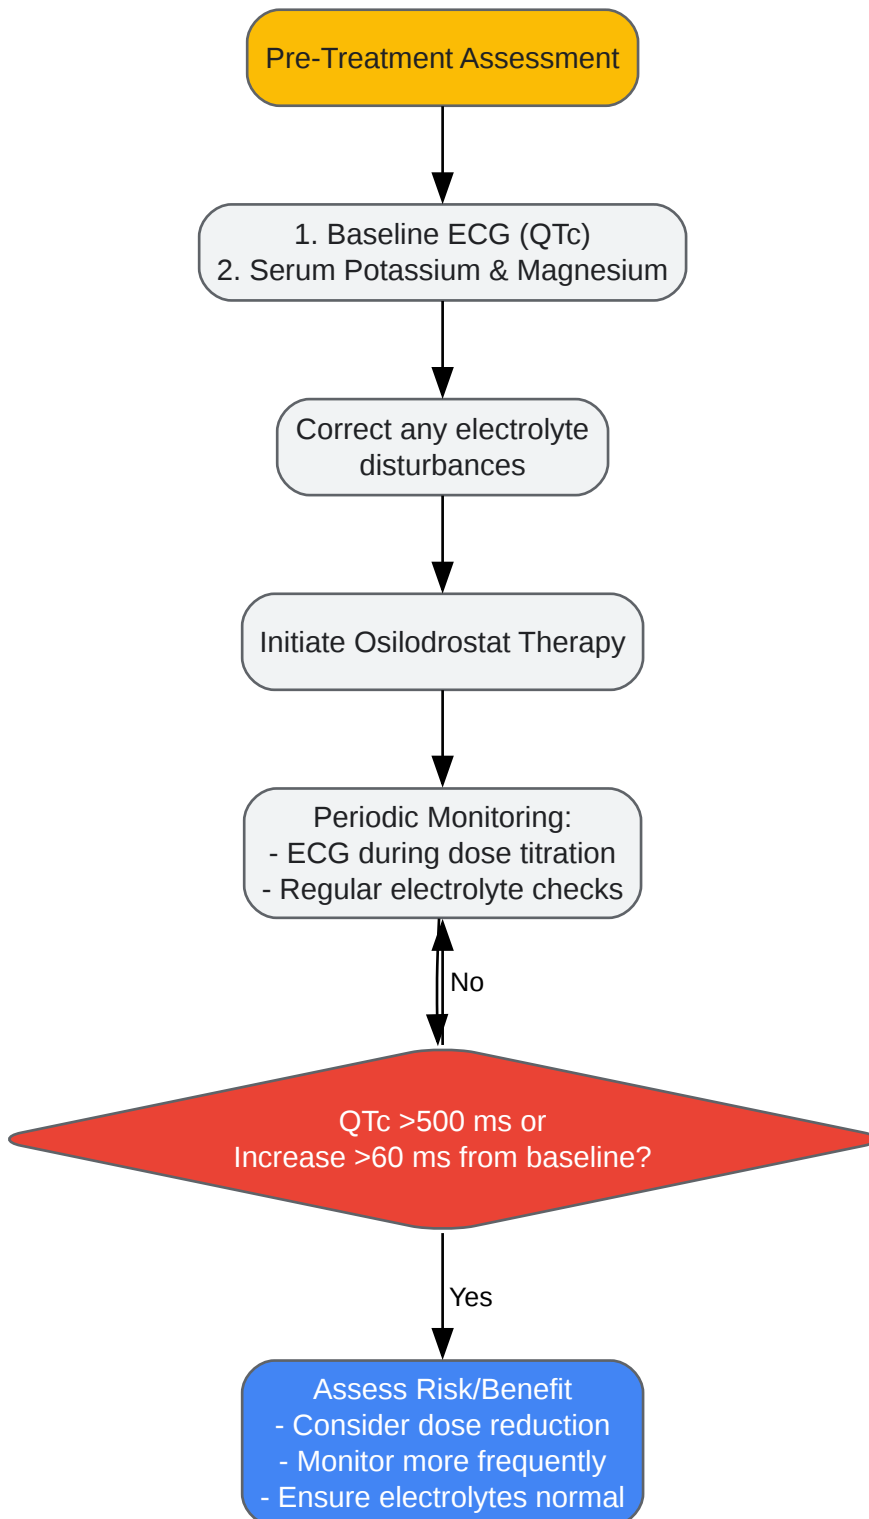 Pre-Treatment Assessment
1. Baseline ECG (QTc)
2. Serum Potassium & Magnesium
Correct any electrolyte
disturbances
Initiate Osilodrostat Therapy
Periodic Monitoring:
- ECG during dose titration
- Regular electrolyte checks
No
QTc >500 ms or
Increase >60 ms from baseline?
Yes
Assess Risk/Benefit
- Consider dose reduction
- Monitor more frequently
- Ensure electrolytes normal